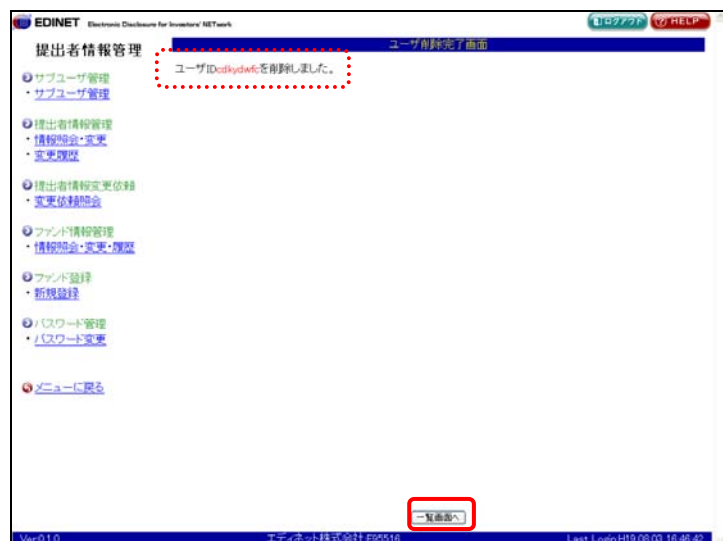 EDINET Electronic Disclosure for Investors' NETwork
ログアウト HELP
提出者情報管理
ユーザ削除完了画面
ユーザIDcdkydwfcを削除しました。
サブユーザ管理
・サブユーザ管理
提出者情報管理
・情報照会・変更
・変更履歴
提出者情報変更依頼
・変更依頼照会
ファンド情報管理
・情報照会・変更・履歴
ファンド登録
・新規登録
パスワード管理
・パスワード変更
メニューに戻る
一覧画面へ
Ver.0.1.0 エディネット株式会社:E95516 Last Login:H19.08.03 16:46:42